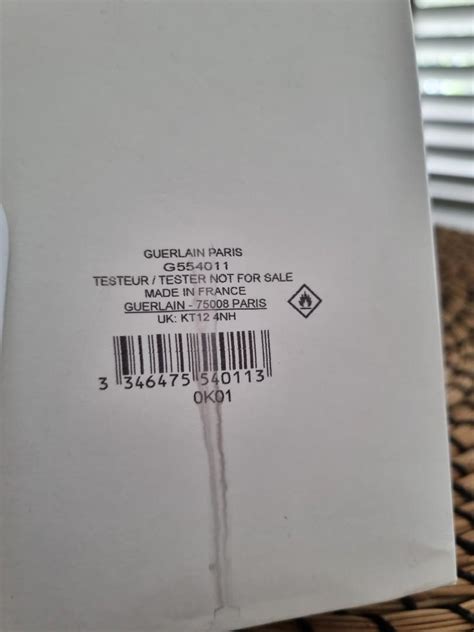 GUERLAIN PARIS
G554011
TESTEUR / TESTER NOT FOR SALE
MADE IN FRANCE
GUERLAIN - 75008 PARIS
UK: KT12 4NH
3 346475 540113
0K01